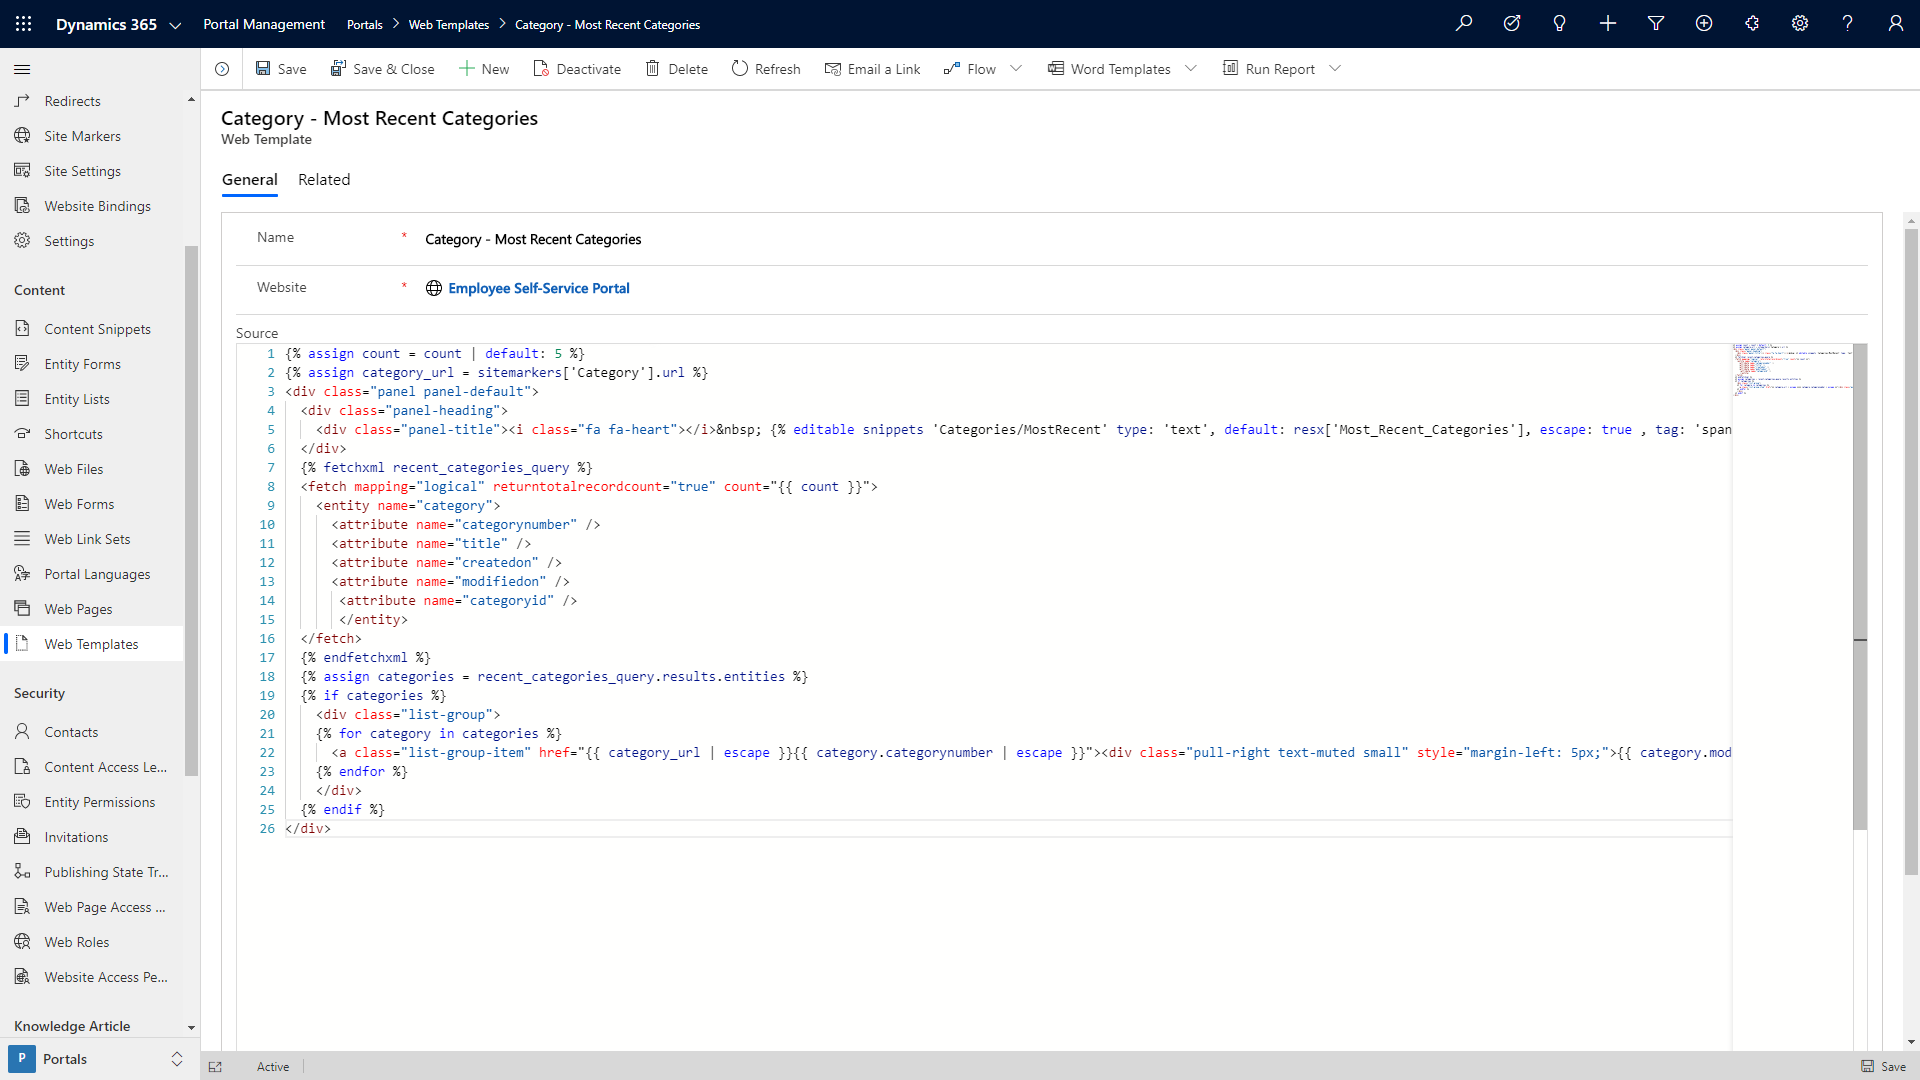 Dynamics 365
Portal Management
Portals > Web Templates > Category - Most Recent Categories
Save
Save & Close
New
Deactivate
Delete
Refresh
Email a Link
Flow
Word Templates
Run Report
Redirects
Site Markers
Site Settings
Website Bindings
Settings
Content
Content Snippets
Entity Forms
Entity Lists
Shortcuts
Web Files
Web Forms
Web Link Sets
Portal Languages
Web Pages
Web Templates
Security
Contacts
Content Access Le...
Entity Permissions
Invitations
Publishing State Tr...
Web Page Access ...
Web Roles
Website Access Pe...
Knowledge Article
P Portals
Category - Most Recent Categories
Web Template
General
Related
Name * Category - Most Recent Categories
Website * Employee Self-Service Portal
Source
1 {% assign count = count | default: 5 %}
2 {% assign category_url = sitemarkers['Category'].url %}
3 <div class="panel panel-default">
4 <div class="panel-heading">
5 <div class="panel-title"><i class="fa fa-heart"></i>&nbsp; {% editable snippets 'Categories/MostRecent' type: 'text', default: resx['Most_Recent_Categories'], escape: true , tag: 'span
6 </div>
7 {% fetchxml recent_categories_query %}
8 <fetch mapping="logical" returntotalrecordcount="true" count="{{ count }}">
9 <entity name="category">
10 <attribute name="categorynumber" />
11 <attribute name="title" />
12 <attribute name="createdon" />
13 <attribute name="modifiedon" />
14 <attribute name="categoryid" />
15 </entity>
16 </fetch>
17 {% endfetchxml %}
18 {% assign categories = recent_categories_query.results.entities %}
19 {% if categories %}
20 <div class="list-group">
21 {% for category in categories %}
22 <a class="list-group-item" href="{{ category_url | escape }}{{ category.categorynumber | escape }}"><div class="pull-right text-muted small" style="margin-left: 5px;">{{ category.mod
23 {% endfor %}
24 </div>
25 {% endif %}
26 </div>
Active
Save